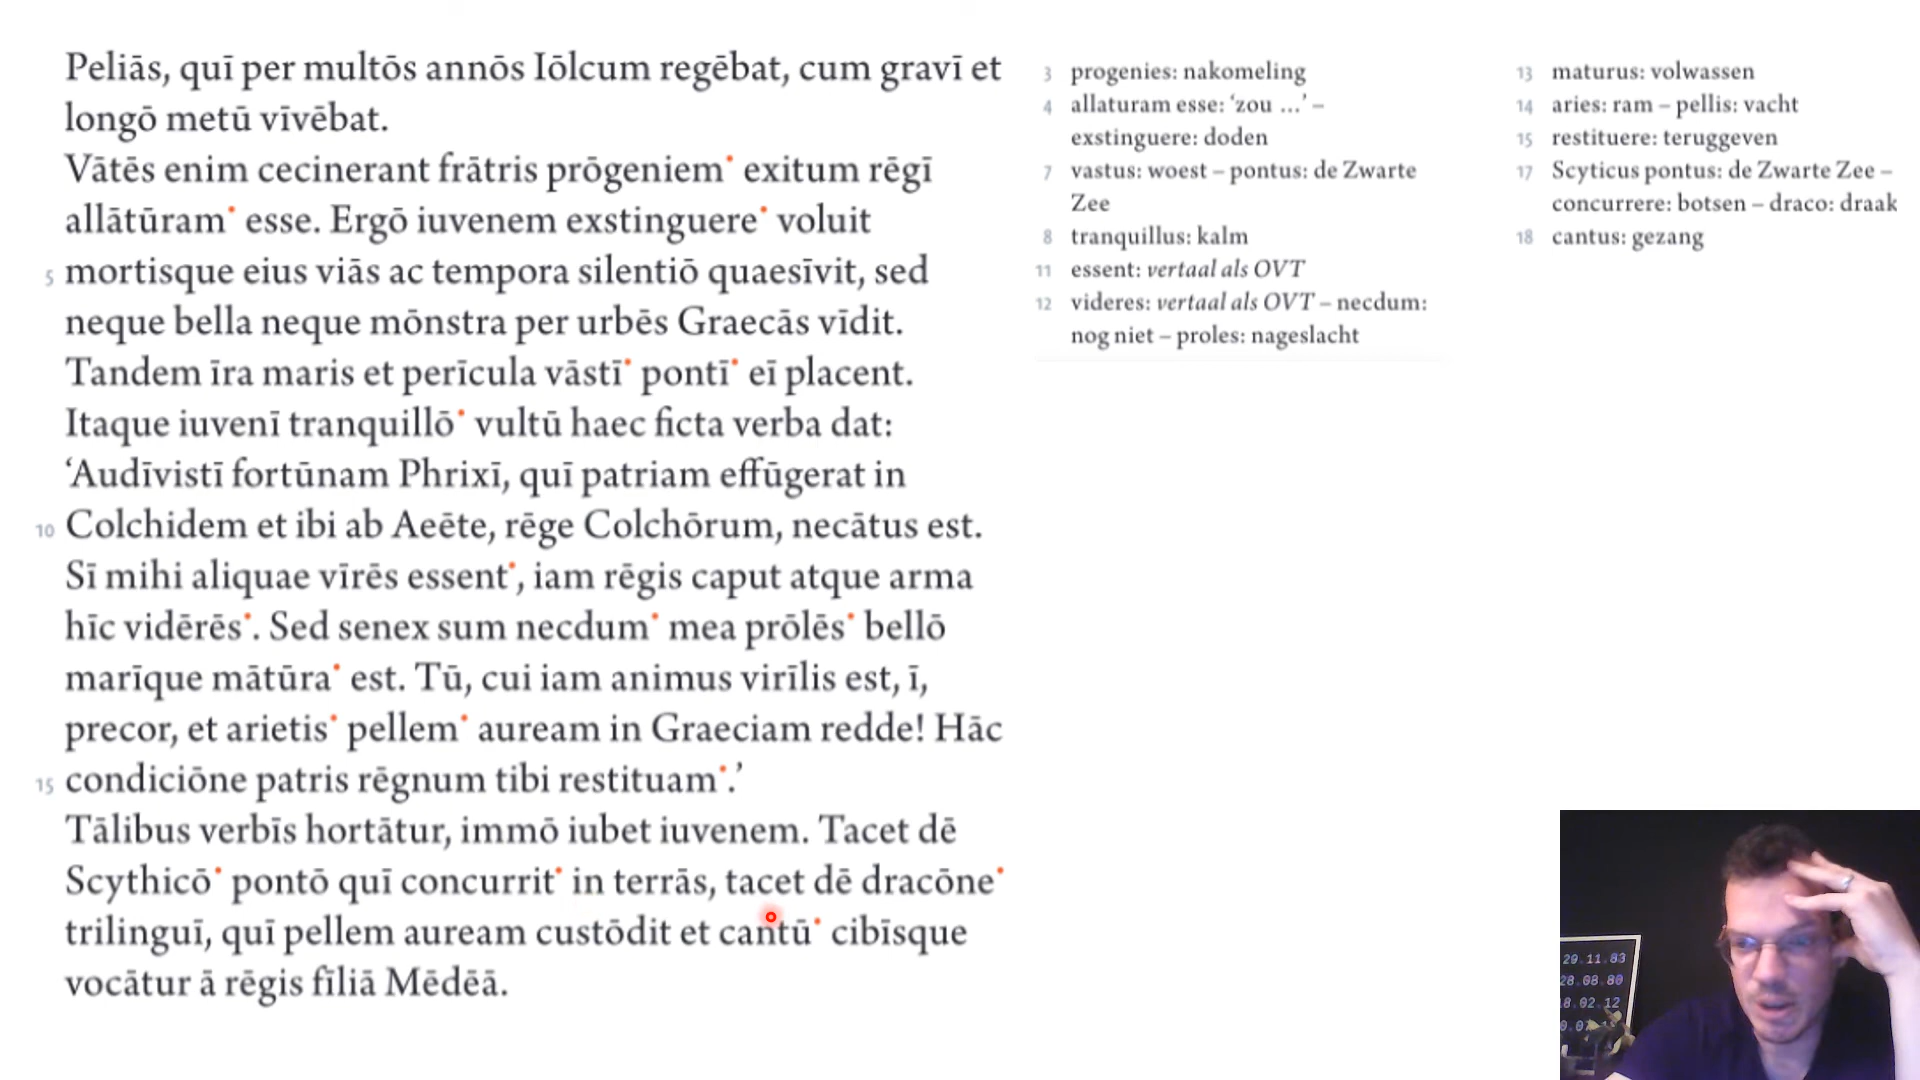 Peliās, quī per multōs annōs Iōlcum regēbat, cum gravī et
longō metū vīvēbat.
Vātēs enim cecinerant frātris prōgeniem• exitum rēgī
allātūram• esse. Ergō iuvenem exstinguere• voluit
5 mortisque eius viās ac tempora silentiō quaesīvit, sed
neque bella neque mōnstra per urbēs Graecās vīdit.
Tandem īra maris et perīcula vāstī• pontī• eī placent.
Itaque iuvenī tranquillō• vultū haec ficta verba dat:
‘Audīvistī fortūnam Phrixī, quī patriam effūgerat in
10 Colchidem et ibi ab Aeēte, rēge Colchōrum, necātus est.
Sī mihi aliquae vīrēs essent•, iam rēgis caput atque arma
hīc vidērēs•. Sed senex sum necdum• mea prōlēs• bellō
marīque mātūra• est. Tū, cui iam animus virīlis est, ī,
precor, et arietis• pellem• auream in Graeciam redde! Hāc
15 condiciōne patris rēgnum tibi restituam•.’
Tālibus verbīs hortātur, immō iubet iuvenem. Tacet dē
Scythicō• pontō quī concurrit• in terrās, tacet dē dracōne•
trilinguī, quī pellem auream custōdit et cantū• cibīsque
vocātur ā rēgis fīliā Mēdēā.
3 progenies: nakomeling
4 allaturam esse: ‘zou ...’ –
exstinguere: doden
7 vastus: woest – pontus: de Zwarte
Zee
8 tranquillus: kalm
11 essent: vertaal als OVT
12 videres: vertaal als OVT – necdum:
nog niet – proles: nageslacht
13 maturus: volwassen
14 aries: ram – pellis: vacht
15 restituere: teruggeven
17 Scyticus pontus: de Zwarte Zee –
concurrere: botsen – draco: draak
18 cantus: gezang
29.11.83
28.08.80
8.02.12